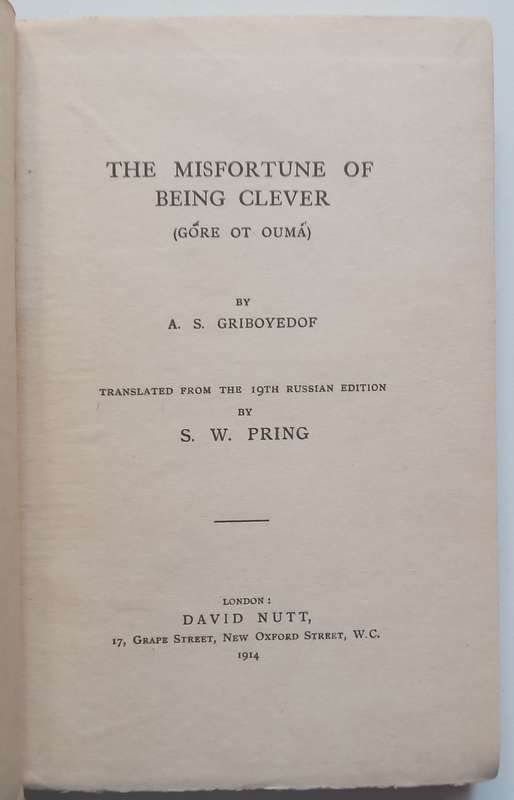 THE MISFORTUNE OF
BEING CLEVER
(GÓRE OT OUMÁ)
BY
A. S. GRIBOYEDOF
TRANSLATED FROM THE 19TH RUSSIAN EDITION
BY
S. W. PRING
LONDON:
DAVID NUTT,
17, GRAPE STREET, NEW OXFORD STREET, W.C.
1914